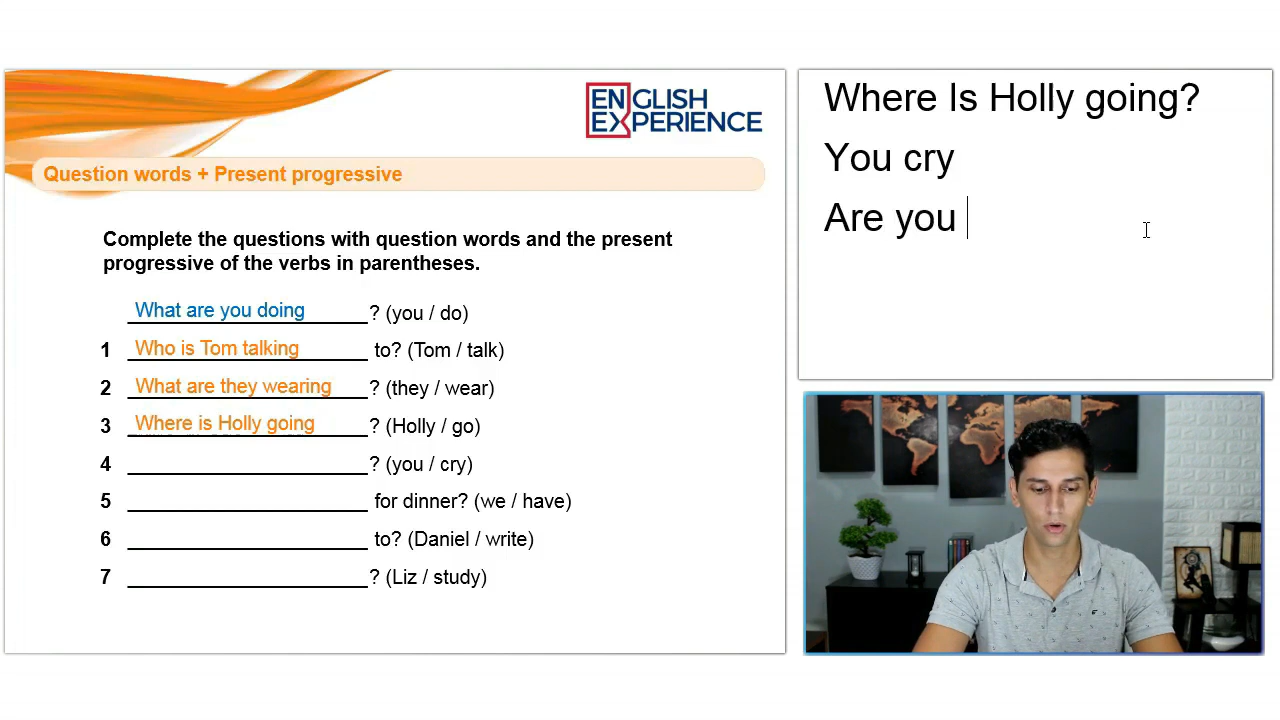 ENGLISH
EXPERIENCE
Question words + Present progressive
Complete the questions with question words and the present
progressive of the verbs in parentheses.
What are you doing ? (you / do)
1 Who is Tom talking to? (Tom / talk)
2 What are they wearing ? (they / wear)
3 Where is Holly going ? (Holly / go)
4 ? (you / cry)
5 for dinner? (we / have)
6 to? (Daniel / write)
7 ? (Liz / study)
Where Is Holly going?
You cry
Are you